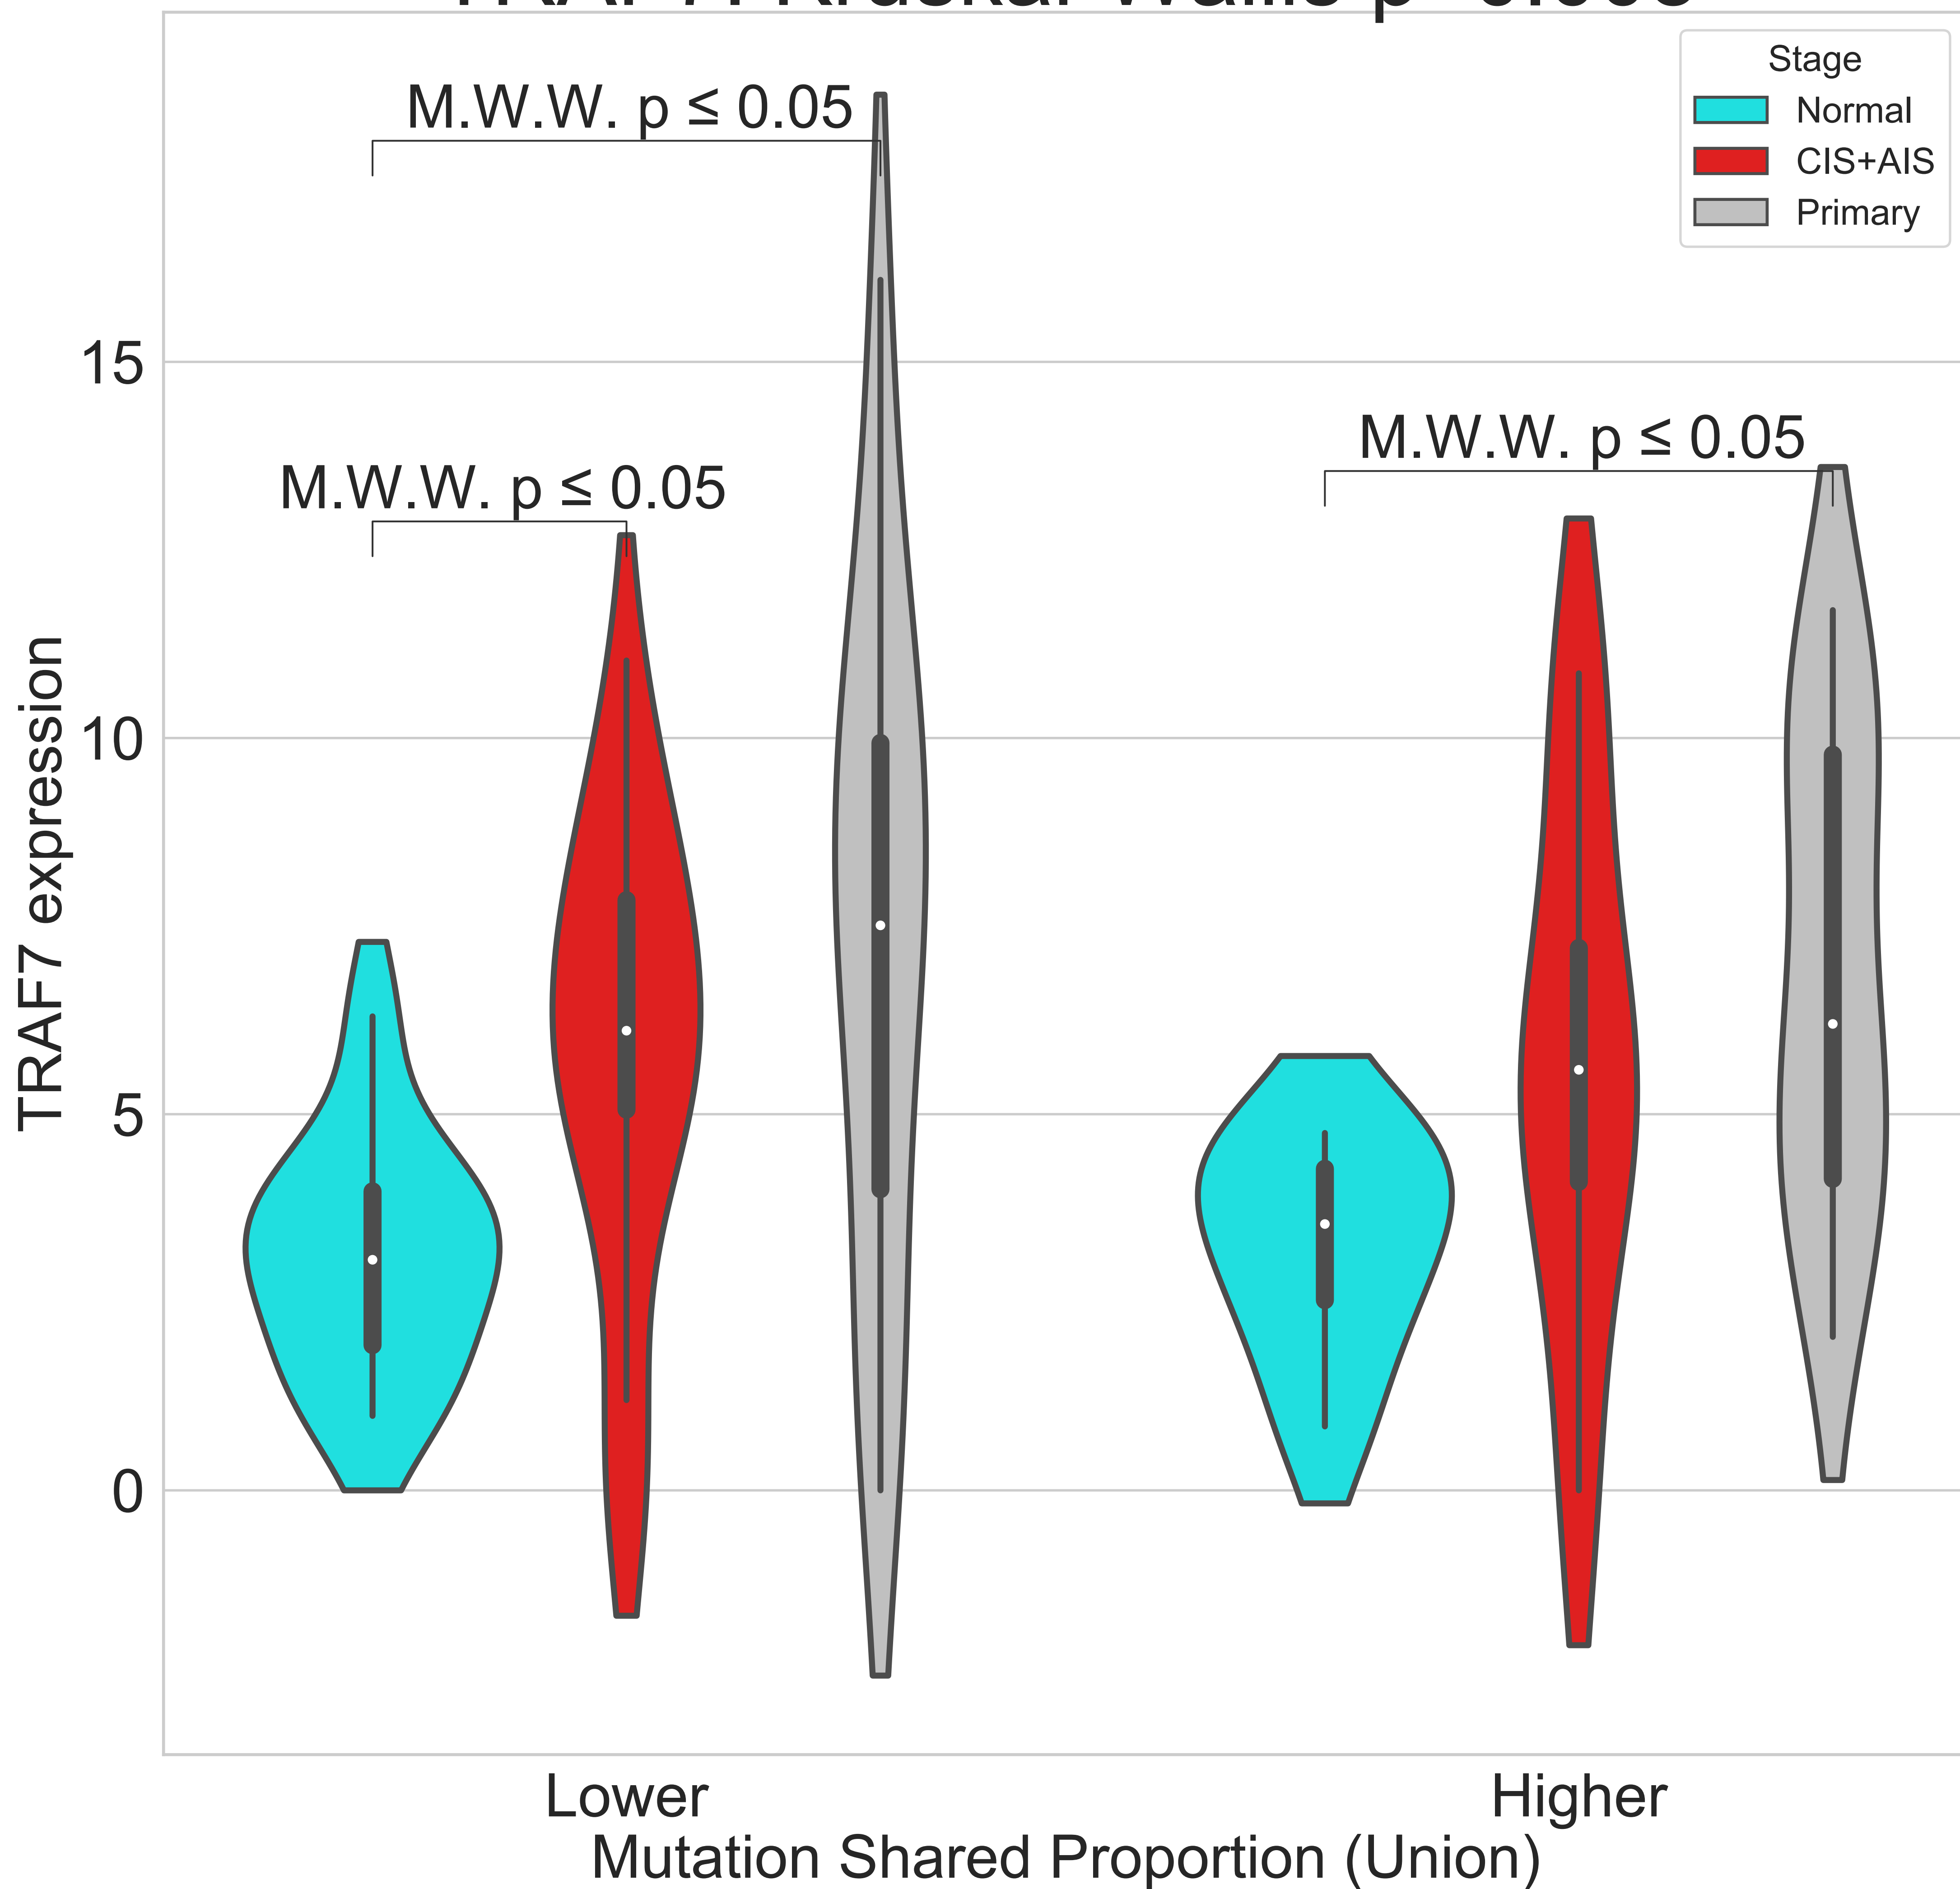 Stage
Normal
CIS+AIS
Primary
M.W.W. p ≤ 0.05
M.W.W. p ≤ 0.05
M.W.W. p ≤ 0.05
15
10
5
0
TRAF7 expression
Lower
Higher
Mutation Shared Proportion (Union)